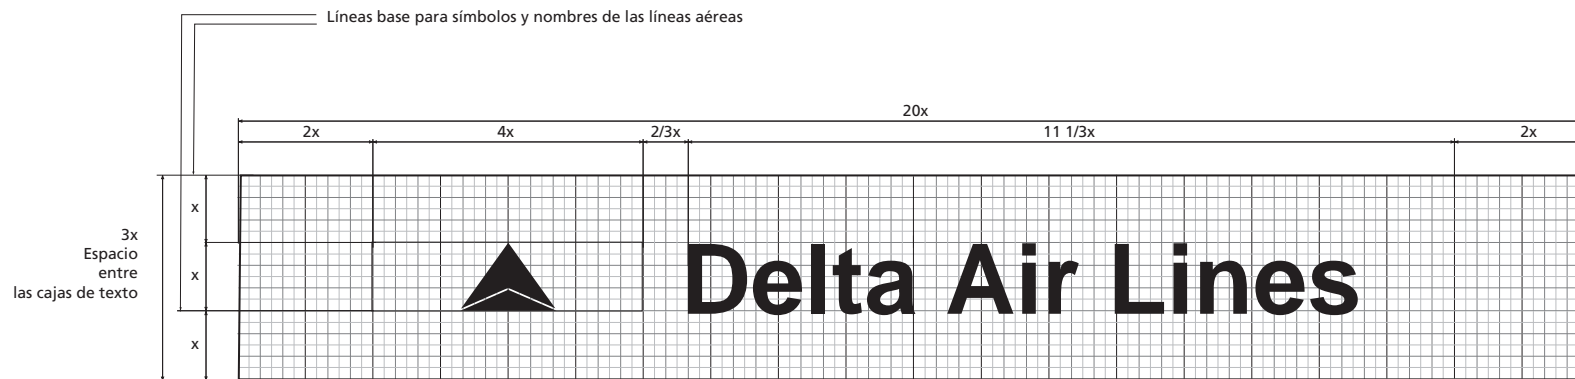 Líneas base para símbolos y nombres de las líneas aéreas
20x
2x 4x 2/3x 11 1/3x 2x
x
3x
Espacio
entre
las cajas de texto
x
x
Delta Air Lines